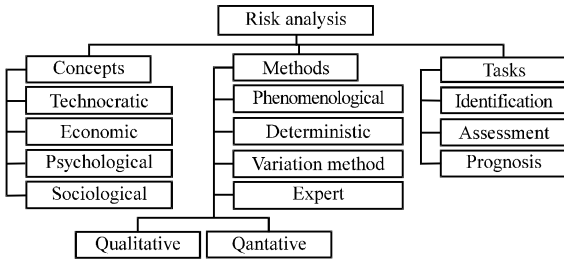 Risk analysis
Concepts
Technocratic
Economic
Psychological
Sociological
Methods
Phenomenological
Deterministic
Variation method
Expert
Qualitative
Qantative
Tasks
Identification
Assessment
Prognosis